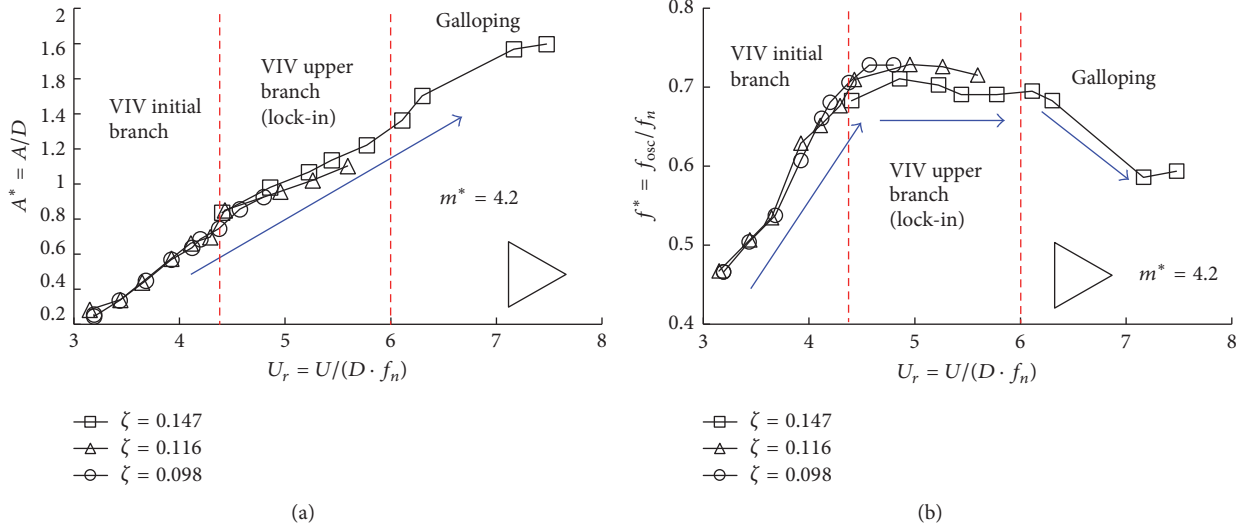 2
1.8
1.6
1.4
1.2
1
0.8
0.6
0.4
0.2
A* = A/D
VIV initial
branch
VIV upper
branch
(lock-in)
Galloping
m* = 4.2
3 4 5 6 7 8
U_r = U/(D · f_n)
ζ = 0.147
ζ = 0.116
ζ = 0.098
(a)
0.8
0.7
0.6
0.5
0.4
f* = f_osc/f_n
VIV initial
branch
VIV upper
branch
(lock-in)
Galloping
m* = 4.2
3 4 5 6 7 8
U_r = U/(D · f_n)
ζ = 0.147
ζ = 0.116
ζ = 0.098
(b)